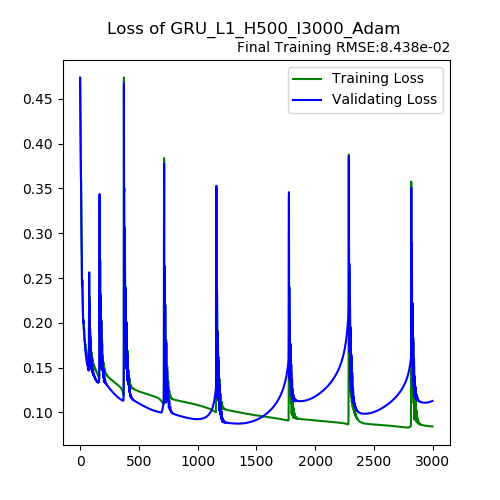 Loss of GRU_L1_H500_I3000_Adam
Final Training RMSE:8.438e-02
Training Loss
Validating Loss
0.45
0.40
0.35
0.30
0.25
0.20
0.15
0.10
0 500 1000 1500 2000 2500 3000